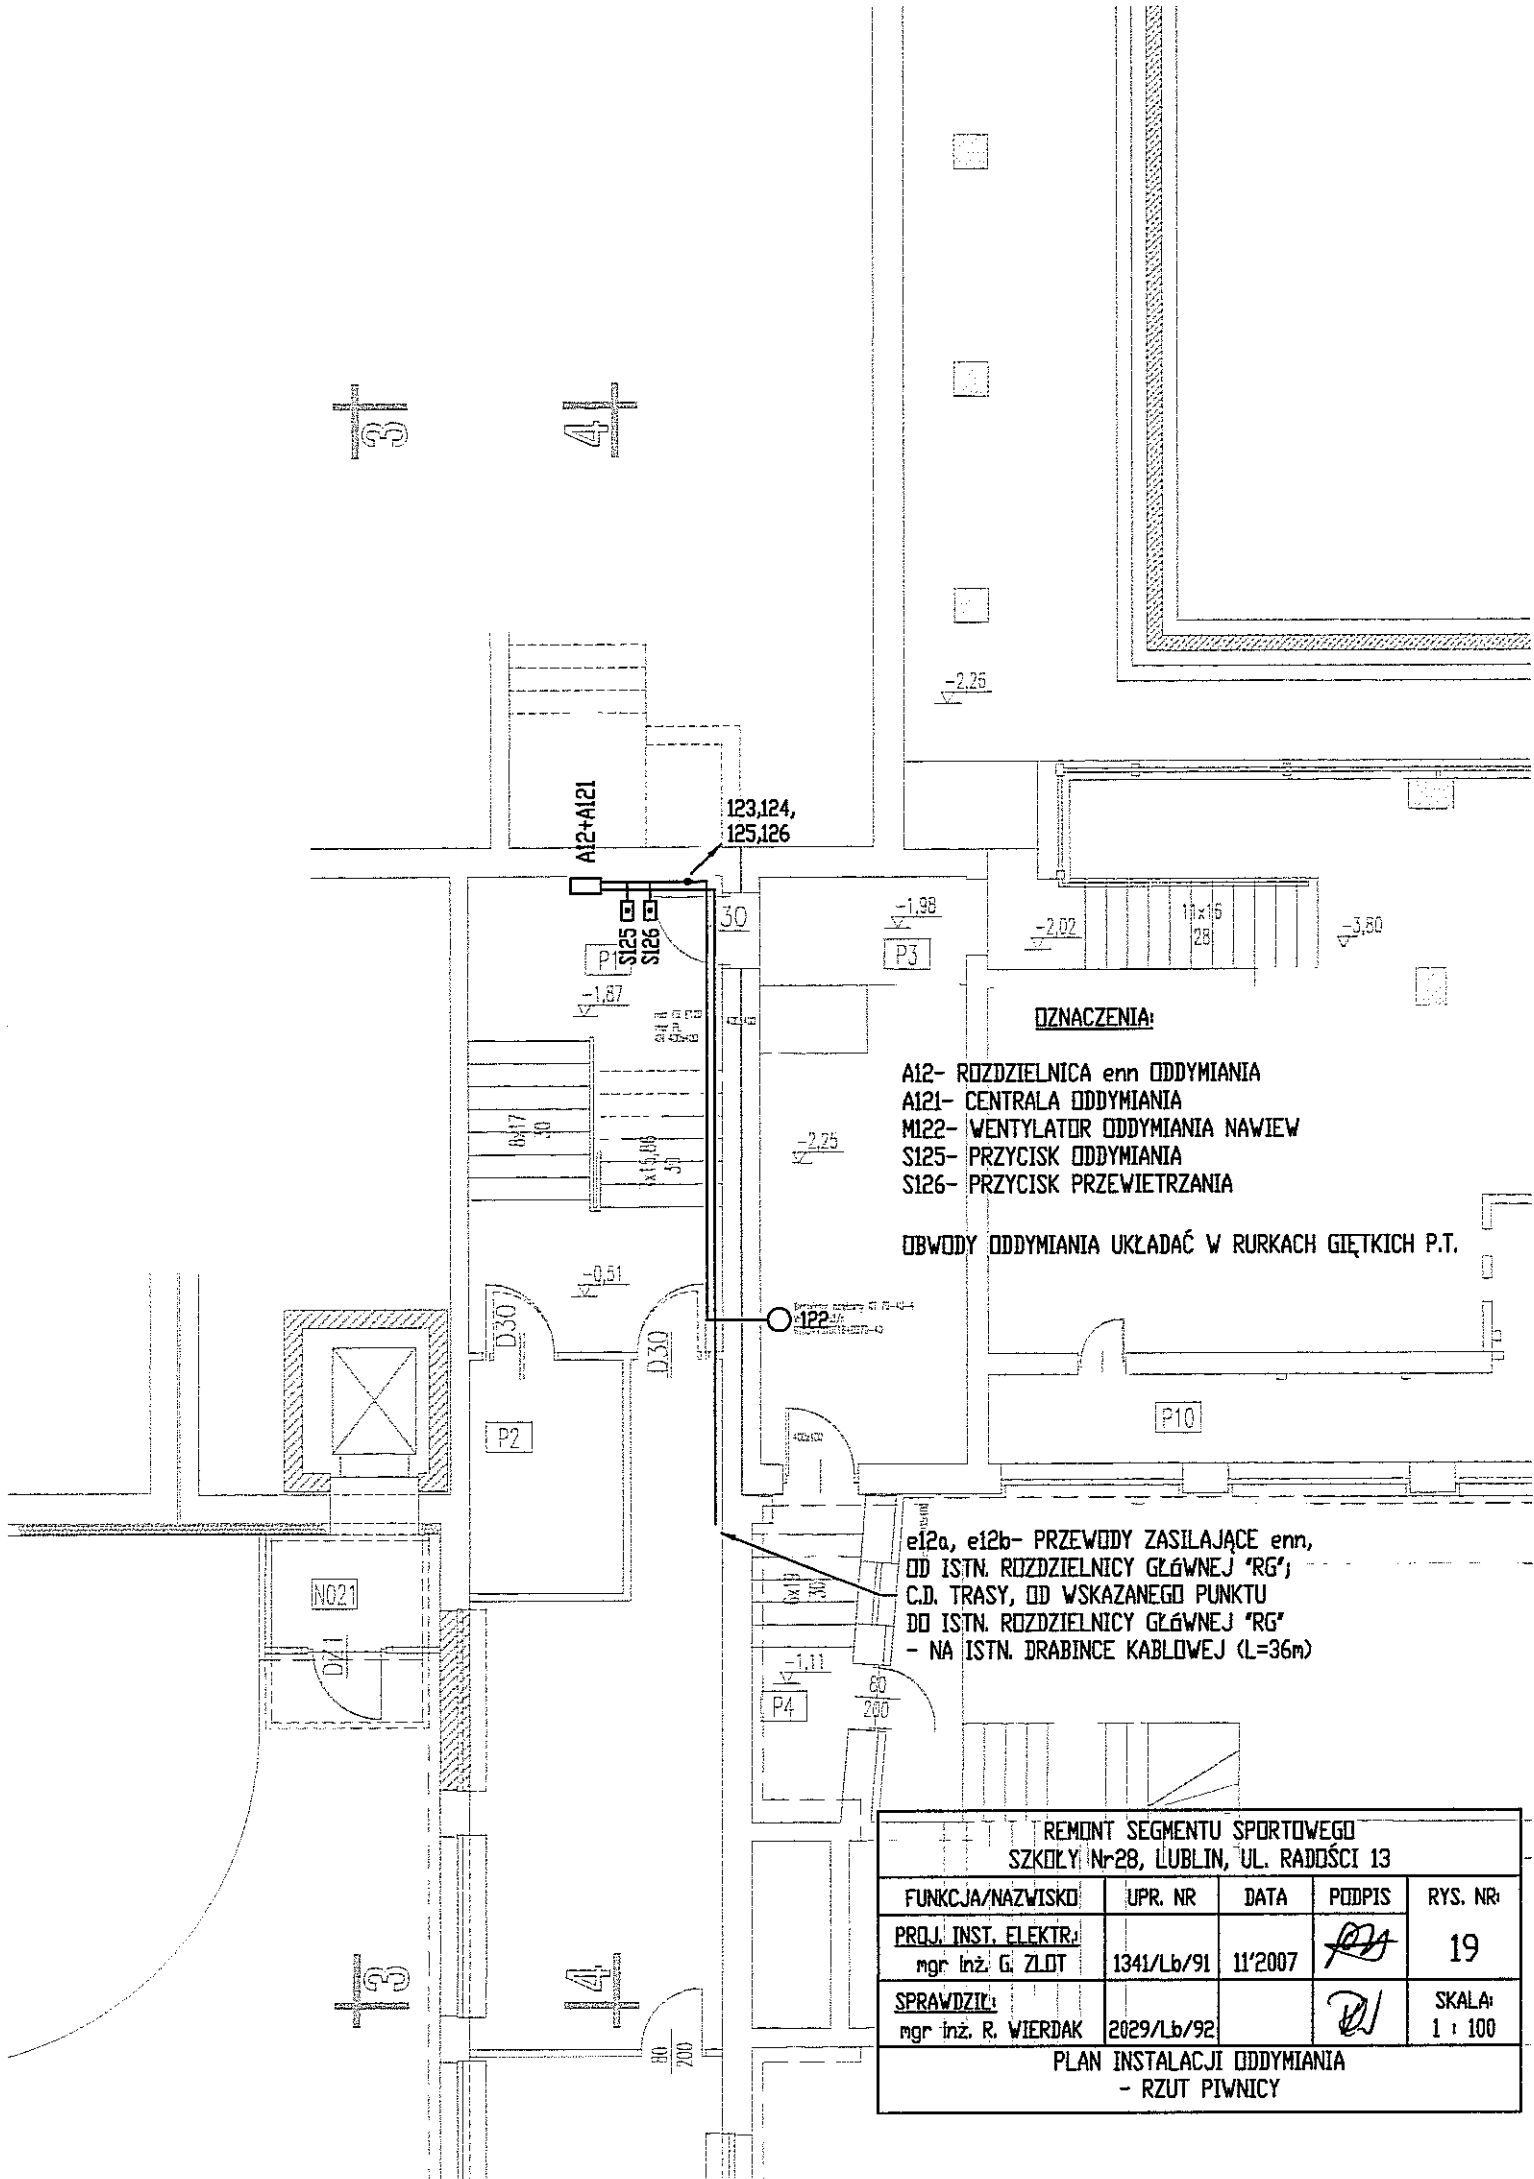 3
4
-2,26
A12+A121
123,124,
125,126
S125
S126
30
P1
-1,87
-1,98
P3
-2,02
11x16
28
-3,80
OZNACZENIA:
A12- ROZDZIELNICA enn ODDYMIANIA
A121- CENTRALA ODDYMIANIA
M122- WENTYLATOR ODDYMIANIA NAWIEW
S125- PRZYCISK ODDYMIANIA
S126- PRZYCISK PRZEWIETRZANIA
OBWODY ODDYMIANIA UKŁADAĆ W RURKACH GIĘTKICH P.T.
8x17
30
-2,25
-0,51
D30
D30
122
P2
P10
e12a, e12b- PRZEWODY ZASILAJĄCE enn,
OD ISTN. ROZDZIELNICY GŁÓWNEJ "RG";
C.D. TRASY, OD WSKAZANEGO PUNKTU
DO ISTN. ROZDZIELNICY GŁÓWNEJ "RG"
- NA ISTN. DRABINCE KABLOWEJ (L=36m)
6x19
30
N021
D21
-1,11
P4
80
200
3
4
80
200
REMONT SEGMENTU SPORTOWEGO
SZKOŁY Nr28, LUBLIN, UL. RADOŚCI 13
FUNKCJA/NAZWISKO UPR. NR DATA PODPIS RYS. NR:
PROJ. INST. ELEKTR.:
mgr inż. G. ZLOT 1341/Lb/91 11'2007 19
SPRAWDZIŁ:
mgr inż. R. WIERDAK 2029/Lb/92
SKALA:
1 : 100
PLAN INSTALACJI ODDYMIANIA
- RZUT PIWNICY